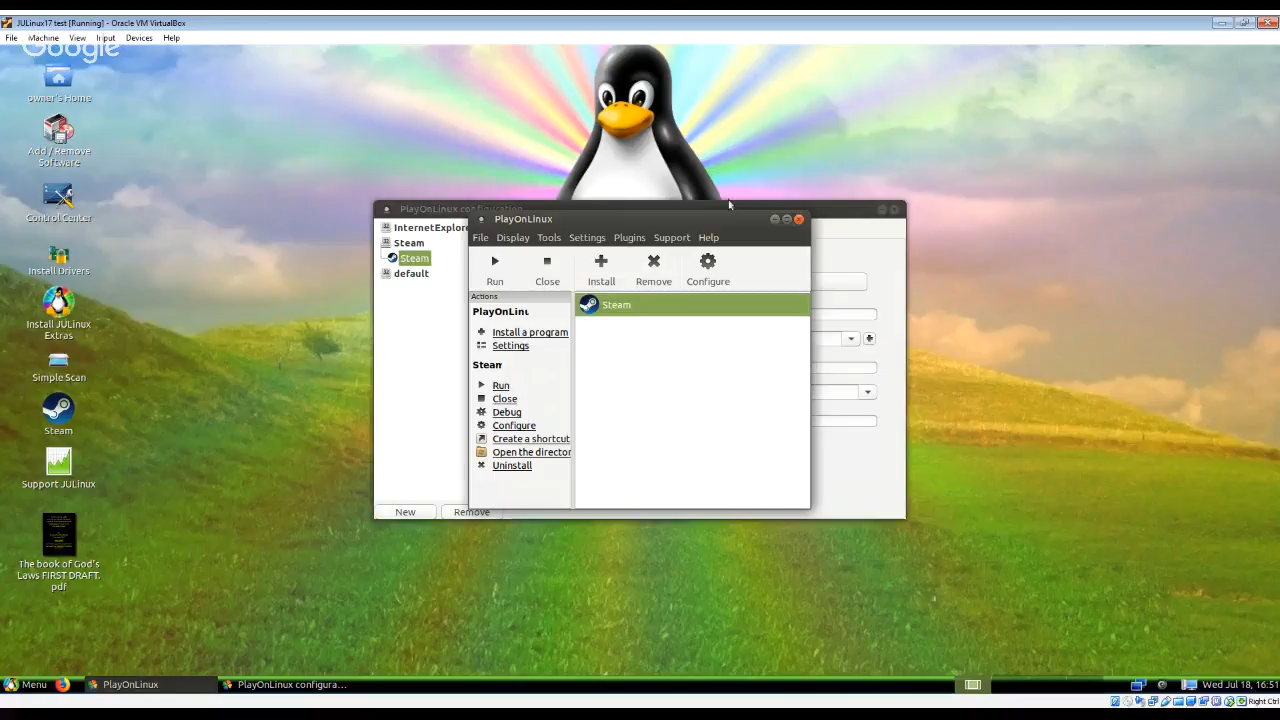 JULinux17 test [Running] - Oracle VM VirtualBox
File Machine View Input Devices Help
Google
owner's Home
Add / Remove
Software
Control Center
Install Drivers
Install JULinux
Extras
Simple Scan
Steam
Support JULinux
The book of God's
Laws FIRST DRAFT.
pdf
PlayOnLinux configuration
InternetExplore
Steam
Steam
default
New
Remove
PlayOnLinux
File Display Tools Settings Plugins Support Help
Run Close Install Remove Configure
Actions
PlayOnLinu
Install a program
Settings
Steam
Run
Close
Debug
Configure
Create a shortcut
Open the director
Uninstall
Steam
Menu
PlayOnLinux
PlayOnLinux configura...
Wed Jul 18, 16:51
Right Ctrl